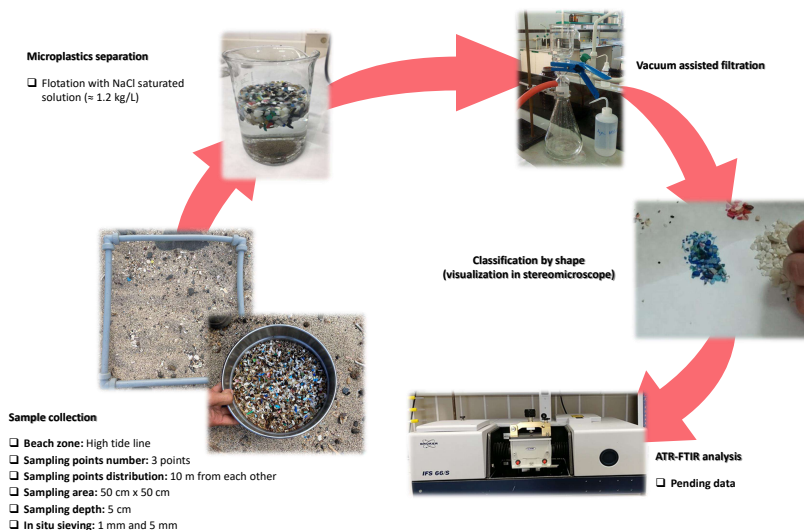 Microplastics separation
❑ Flotation with NaCl saturated
solution (≈ 1.2 kg/L)
Vacuum assisted filtration
Classification by shape
(visualization in stereomicroscope)
Sample collection
❑ Beach zone: High tide line
❑ Sampling points number: 3 points
❑ Sampling points distribution: 10 m from each other
❑ Sampling area: 50 cm x 50 cm
❑ Sampling depth: 5 cm
❑ In situ sieving: 1 mm and 5 mm
BRUKER
IFS 66/S
ATR-FTIR analysis
❑ Pending data